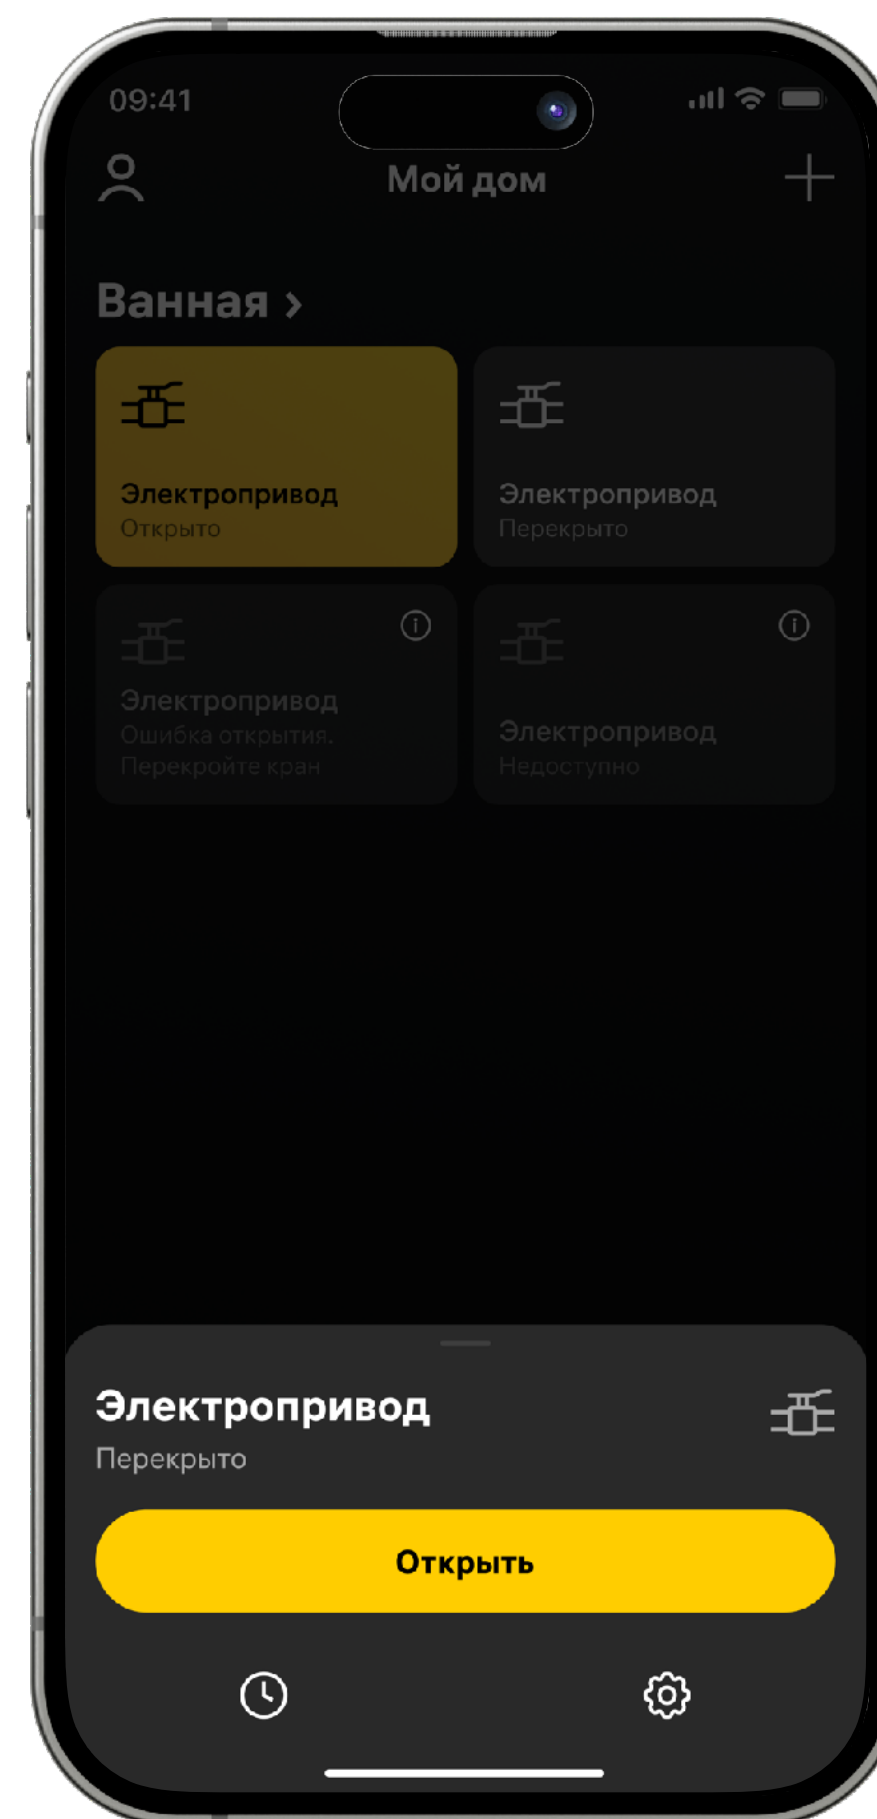 09:41
Мой дом
Ванная ›
Электропривод
Открыто
Электропривод
Перекрыто
Электропривод
Ошибка открытия.
Перекройте кран
Электропривод
Недоступно
Электропривод
Перекрыто
Открыть